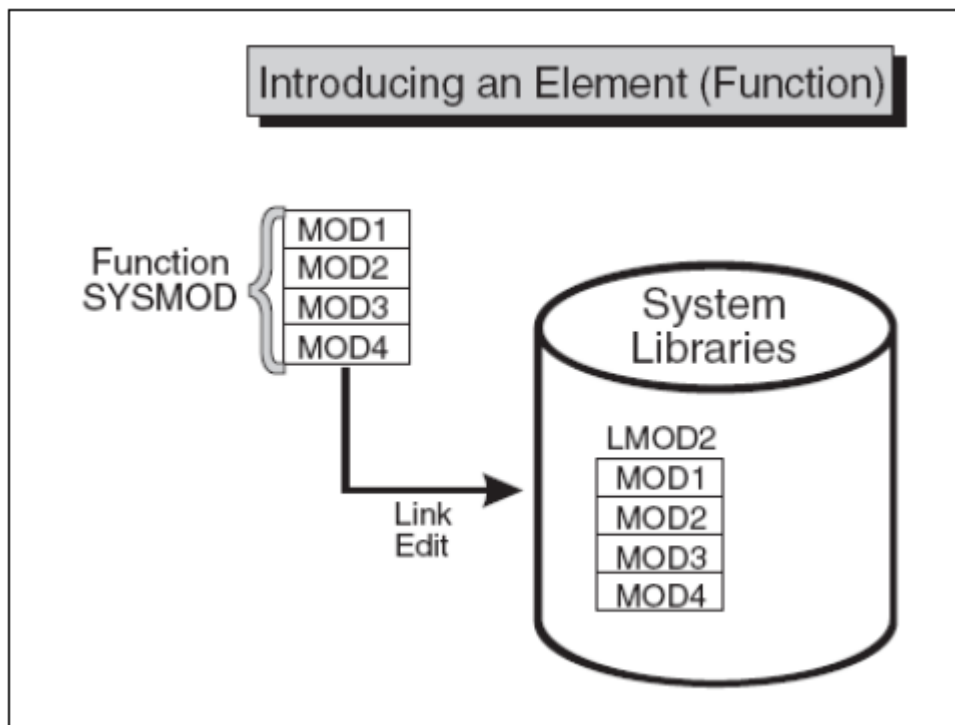 Introducing an Element (Function)
Function
SYSMOD
MOD1
MOD2
MOD3
MOD4
Link
Edit
System
Libraries
LMOD2
MOD1
MOD2
MOD3
MOD4